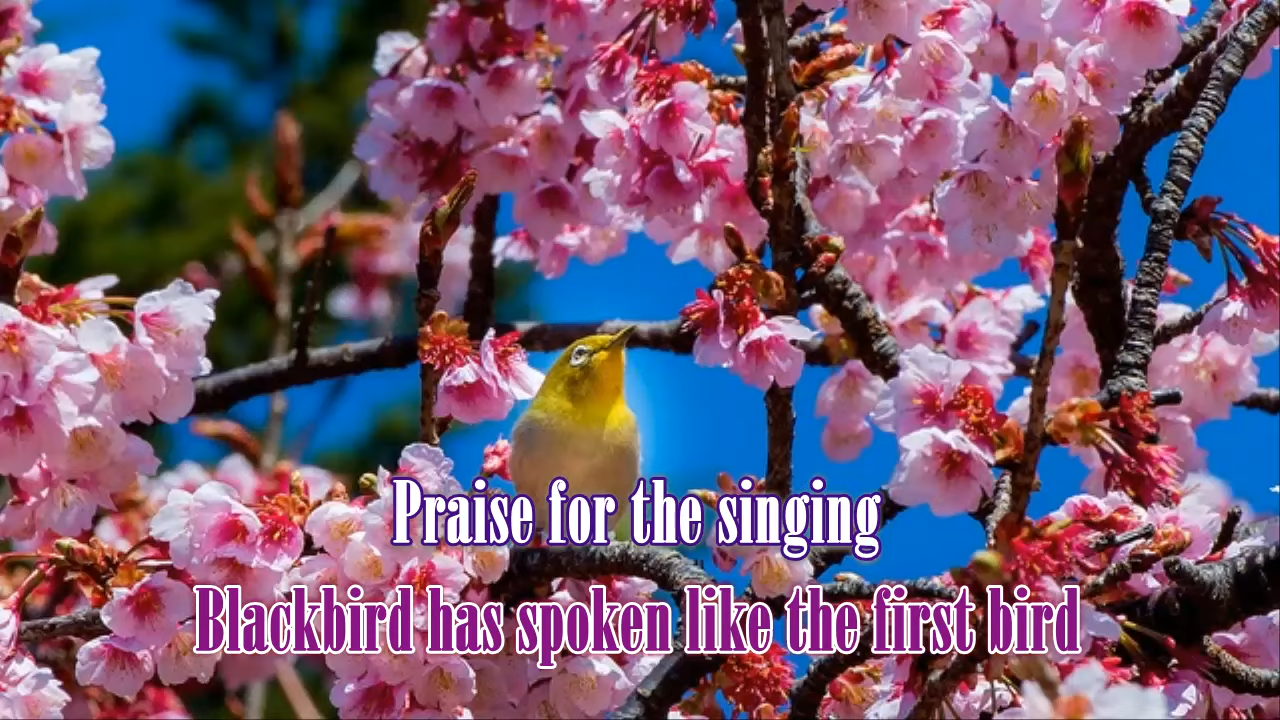 Praise for the singing
Blackbird has spoken like the first bird